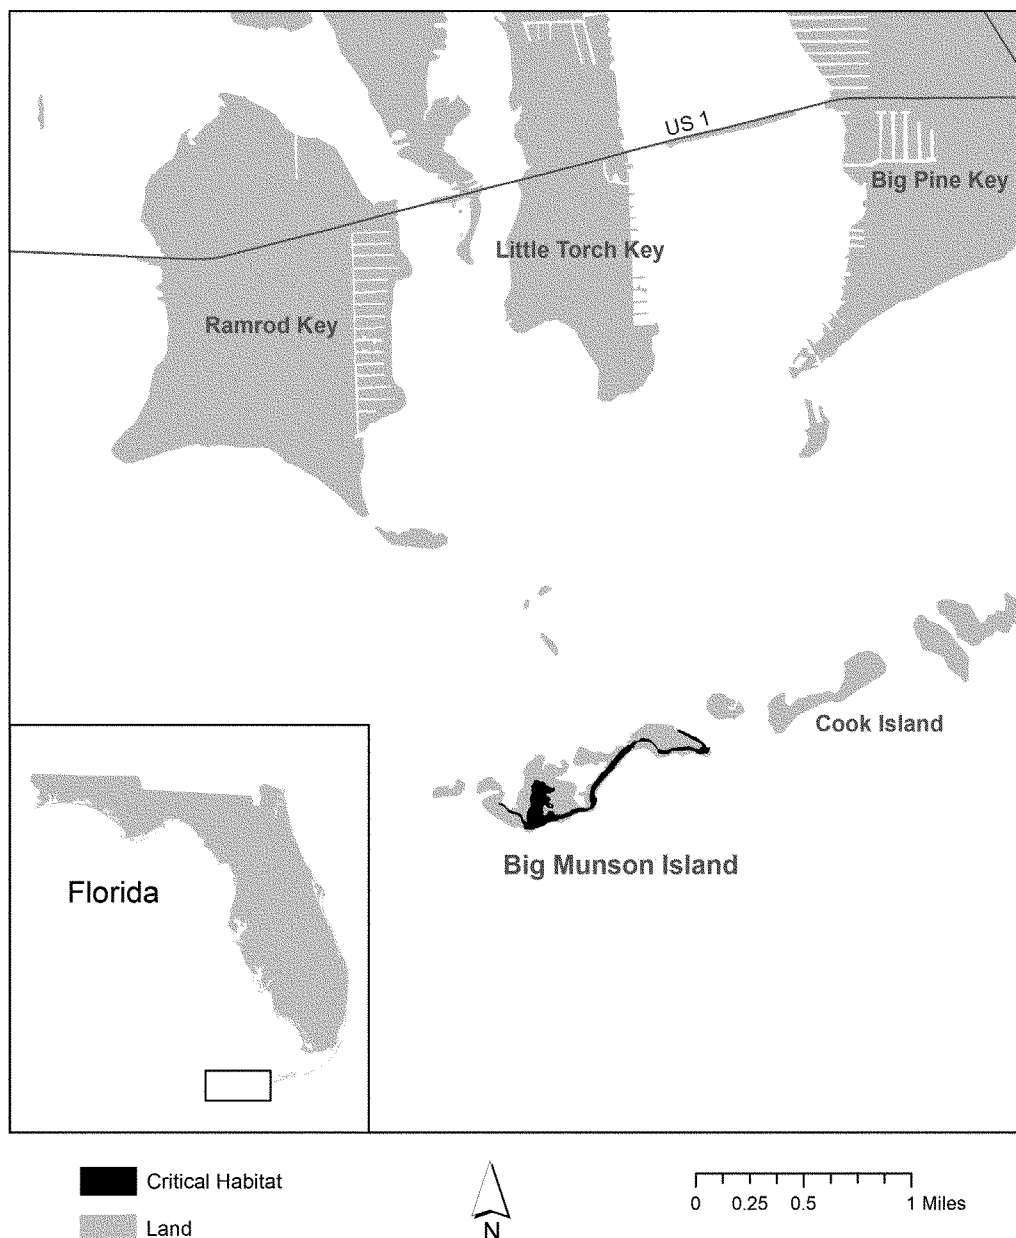 US 1
Big Pine Key
Little Torch Key
Ramrod Key
Cook Island
Big Munson Island
Florida
Critical Habitat
Land
N
0 0.25 0.5 1 Miles